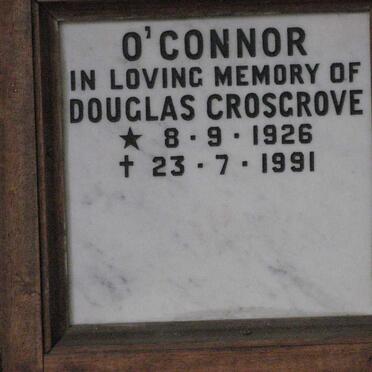 O'CONNOR
IN LOVING MEMORY OF
DOUGLAS CROSGROVE
★ 8·9·1926
✝ 23·7·1991